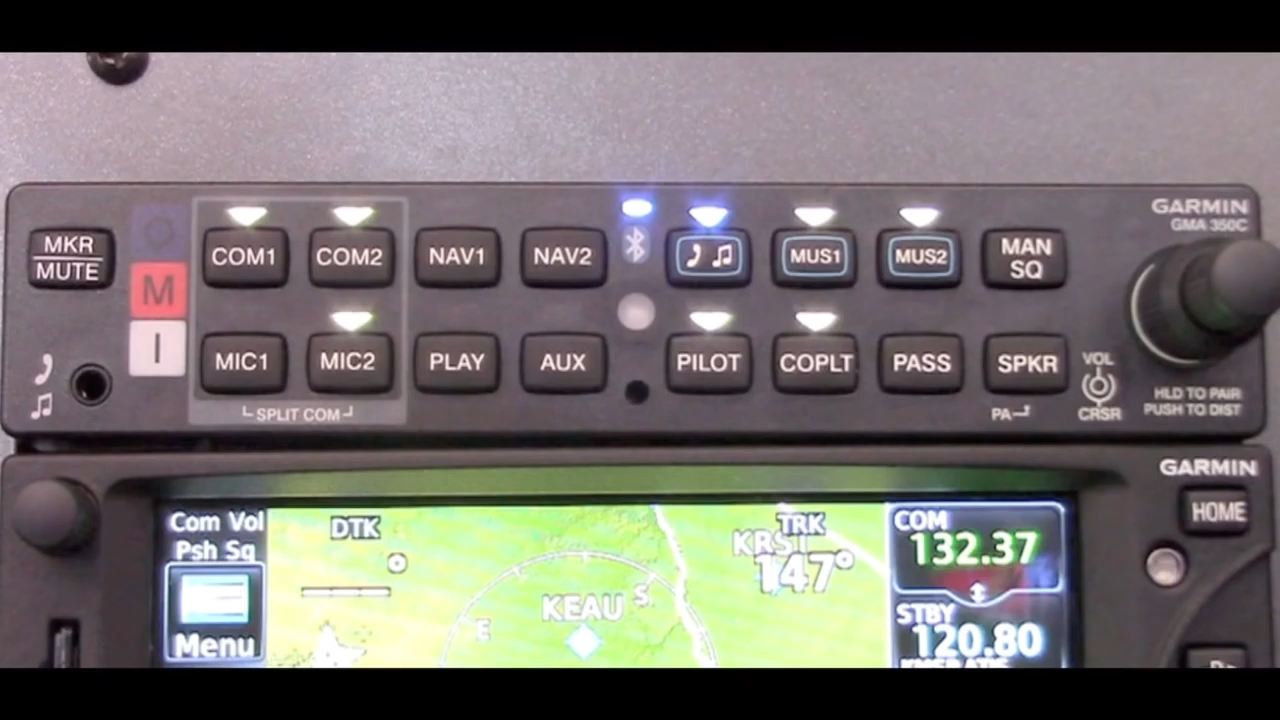 GARMIN
GMA 350C
MKR
MUTE
O
M
I
COM1
COM2
NAV1
NAV2
MUS1
MUS2
MAN
SQ
MIC1
MIC2
PLAY
AUX
PILOT
COPLT
PASS
SPKR
VOL
CRSR
SPLIT COM
PA
HLD TO PAIR
PUSH TO DIST
GARMIN
HOME
Com Vol
Psh Sq
Menu
DTK
TRK
KRST
147°
KEAU
S
E
COM
132.37
STBY
120.80